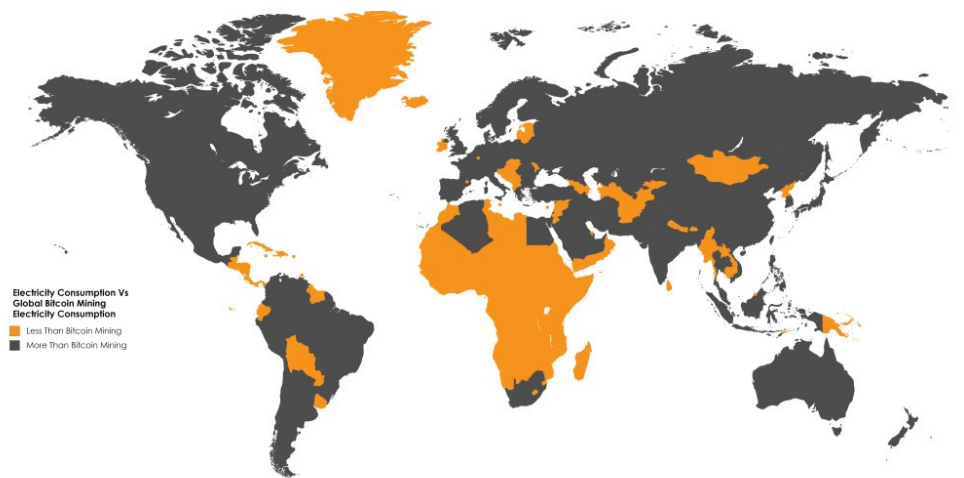 Electricity Consumption Vs
Global Bitcoin Mining
Electricity Consumption
Less Than Bitcoin Mining
More Than Bitcoin Mining